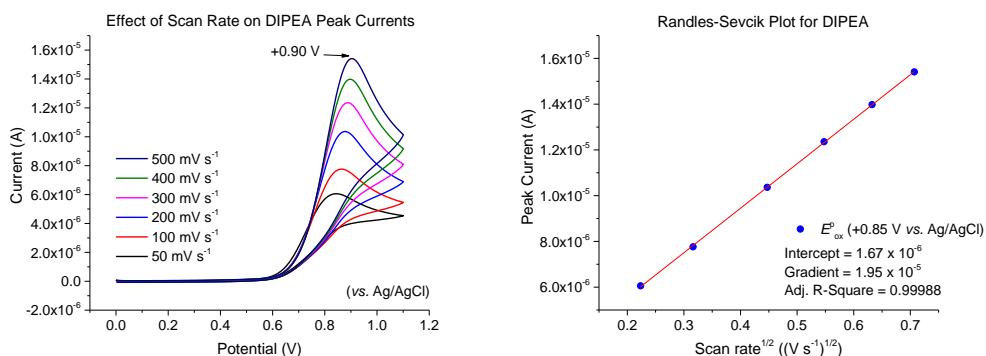 Effect of Scan Rate on DIPEA Peak Currents
+0.90 V
1.6x10⁻⁵
1.4x10⁻⁵
1.2x10⁻⁵
1.0x10⁻⁵
8.0x10⁻⁶
6.0x10⁻⁶
4.0x10⁻⁶
2.0x10⁻⁶
0.0
-2.0x10⁻⁶
Current (A)
500 mV s⁻¹
400 mV s⁻¹
300 mV s⁻¹
200 mV s⁻¹
100 mV s⁻¹
50 mV s⁻¹
(vs. Ag/AgCl)
0.0 0.2 0.4 0.6 0.8 1.0 1.2
Potential (V)
Randles-Sevcik Plot for DIPEA
1.6x10⁻⁵
1.4x10⁻⁵
1.2x10⁻⁵
1.0x10⁻⁵
8.0x10⁻⁶
6.0x10⁻⁶
Peak Current (A)
Eᵖₒₓ (+0.85 V vs. Ag/AgCl)
Intercept = 1.67 x 10⁻⁶
Gradient = 1.95 x 10⁻⁵
Adj. R-Square = 0.99988
0.2 0.3 0.4 0.5 0.6 0.7
Scan rate¹ᐟ² ((V s⁻¹)¹ᐟ²)